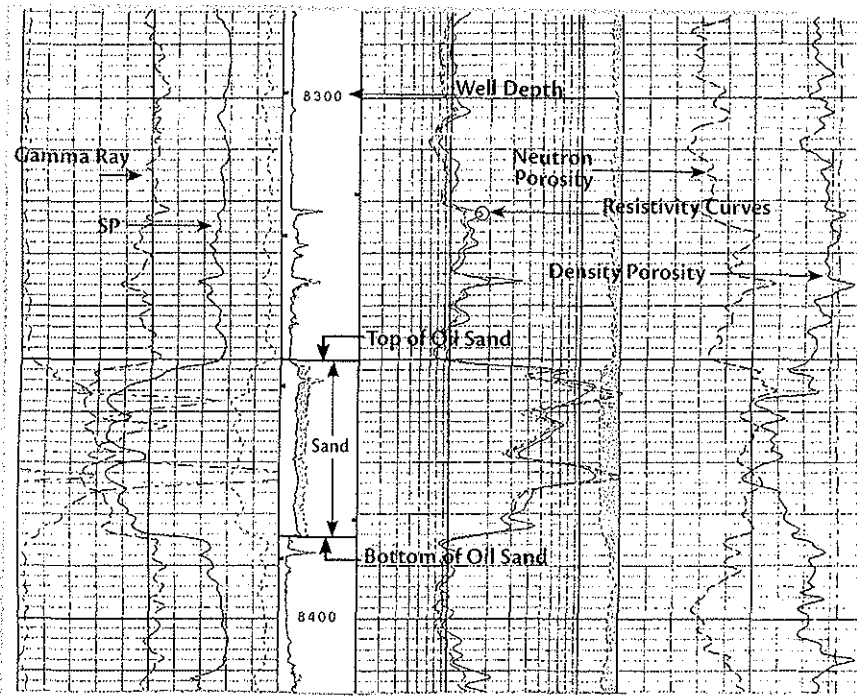 8300
Well Depth
Gamma Ray
Neutron
Porosity
SP
Resistivity Curves
Density Porosity
Top of Oil Sand
Sand
Bottom of Oil Sand
8400